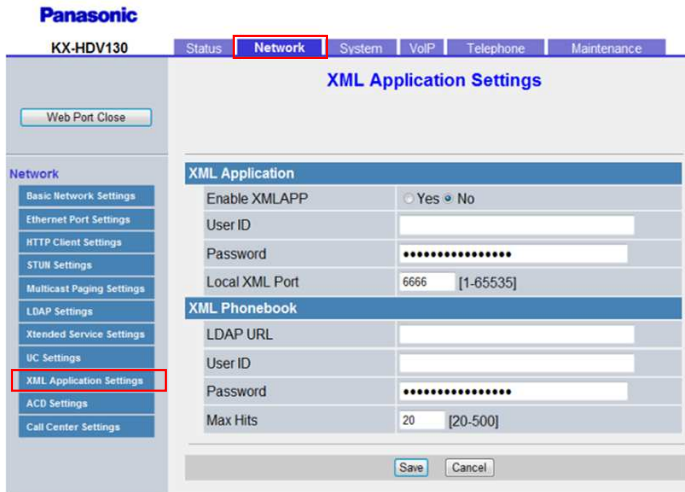 Panasonic
KX-HDV130
Status Network System VoIP Telephone Maintenance
XML Application Settings
Web Port Close
Network
Basic Network Settings
Ethernet Port Settings
HTTP Client Settings
STUN Settings
Multicast Paging Settings
LDAP Settings
Xtended Service Settings
UC Settings
XML Application Settings
ACD Settings
Call Center Settings
XML Application
Enable XMLAPP Yes No
User ID
Password ••••••••••••••••
Local XML Port 6666 [1-65535]
XML Phonebook
LDAP URL
User ID
Password ••••••••••••••••
Max Hits 20 [20-500]
Save Cancel